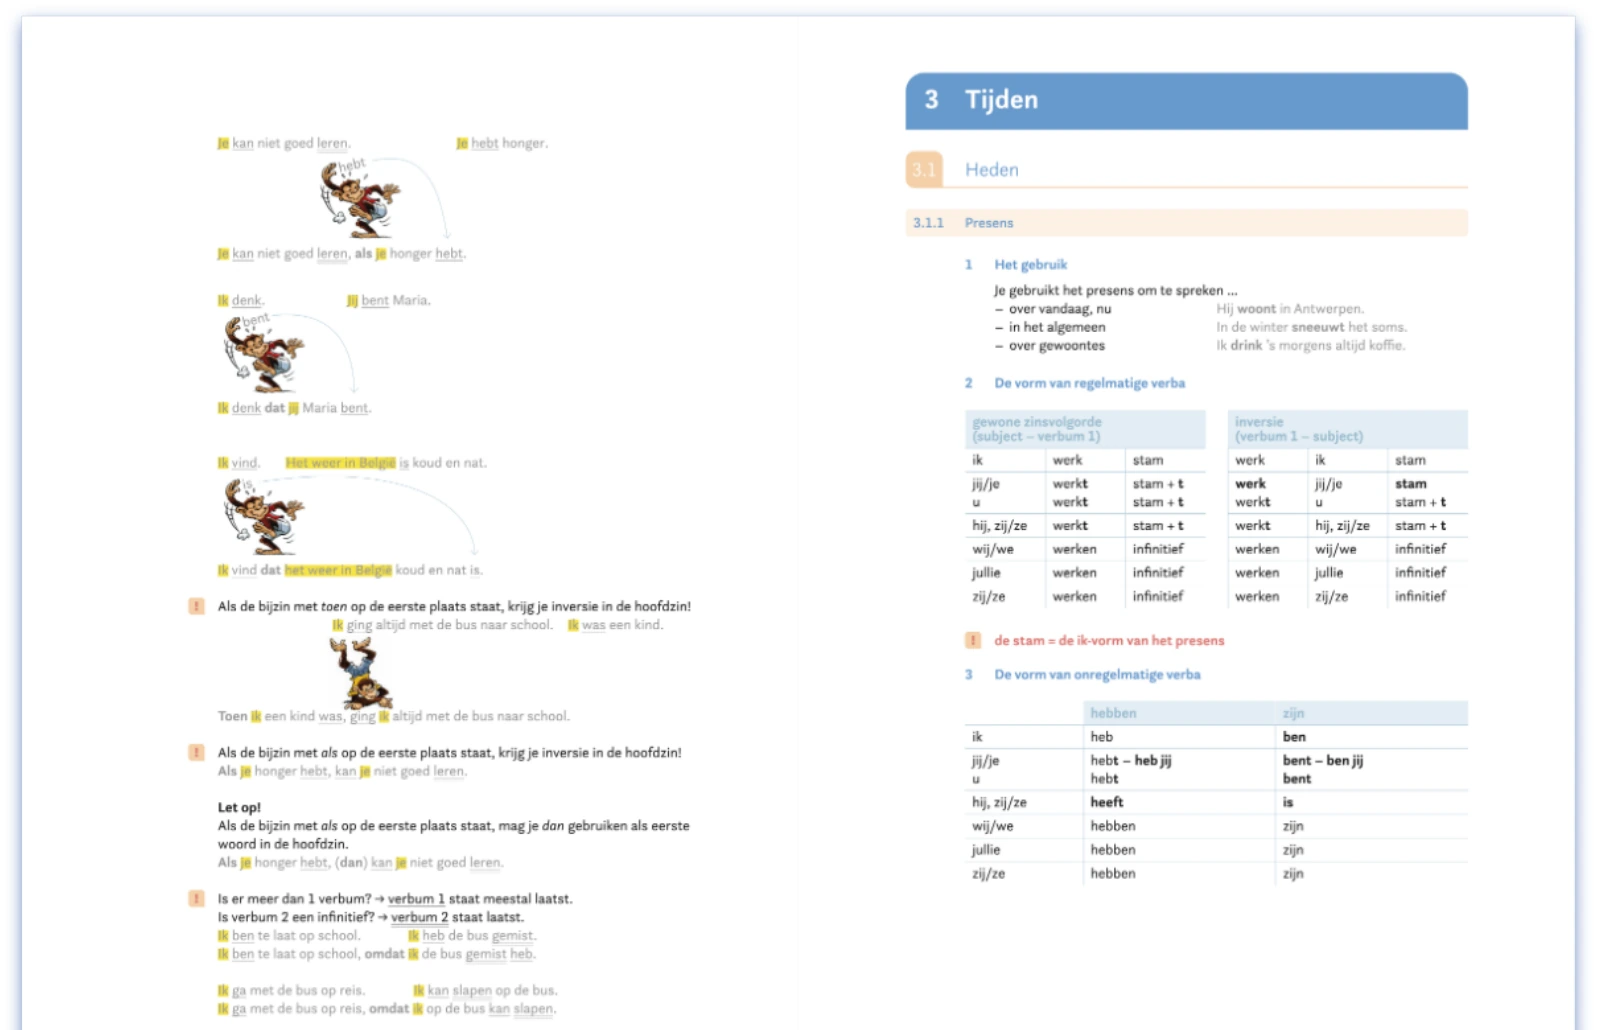 Je kan niet goed leren. Je hebt honger.
hebt
Je kan niet goed leren, als je honger hebt.
Ik denk. Jij bent Maria.
bent
Ik denk dat jij Maria bent.
Ik vind. Het weer in België is koud en nat.
is
Ik vind dat het weer in België koud en nat is.
! Als de bijzin met toen op de eerste plaats staat, krijg je inversie in de hoofdzin!
Ik ging altijd met de bus naar school. Ik was een kind.
Toen ik een kind was, ging ik altijd met de bus naar school.
! Als de bijzin met als op de eerste plaats staat, krijg je inversie in de hoofdzin!
Als je honger hebt, kan je niet goed leren.
Let op!
Als de bijzin met als op de eerste plaats staat, mag je dan gebruiken als eerste
woord in de hoofdzin.
Als je honger hebt, (dan) kan je niet goed leren.
! Is er meer dan 1 verbum? → verbum 1 staat meestal laatst.
Is verbum 2 een infinitief? → verbum 2 staat laatst.
Ik ben te laat op school. Ik heb de bus gemist.
Ik ben te laat op school, omdat ik de bus gemist heb.
Ik ga met de bus op reis. Ik kan slapen op de bus.
Ik ga met de bus op reis, omdat ik op de bus kan slapen.
3 Tijden
3.1 Heden
3.1.1 Presens
1 Het gebruik
Je gebruikt het presens om te spreken ...
– over vandaag, nu Hij woont in Antwerpen.
– in het algemeen In de winter sneeuwt het soms.
– over gewoontes Ik drink 's morgens altijd koffie.
2 De vorm van regelmatige verba
gewone zinsvolgorde inversie
(subject – verbum 1) (verbum 1 – subject)
ik werk stam werk ik stam
jij/je werkt stam + t werk jij/je stam
u werkt stam + t werkt u stam + t
hij, zij/ze werkt stam + t werkt hij, zij/ze stam + t
wij/we werken infinitief werken wij/we infinitief
jullie werken infinitief werken jullie infinitief
zij/ze werken infinitief werken zij/ze infinitief
! de stam = de ik-vorm van het presens
3 De vorm van onregelmatige verba
hebben zijn
ik heb ben
jij/je hebt – heb jij bent – ben jij
u hebt bent
hij, zij/ze heeft is
wij/we hebben zijn
jullie hebben zijn
zij/ze hebben zijn